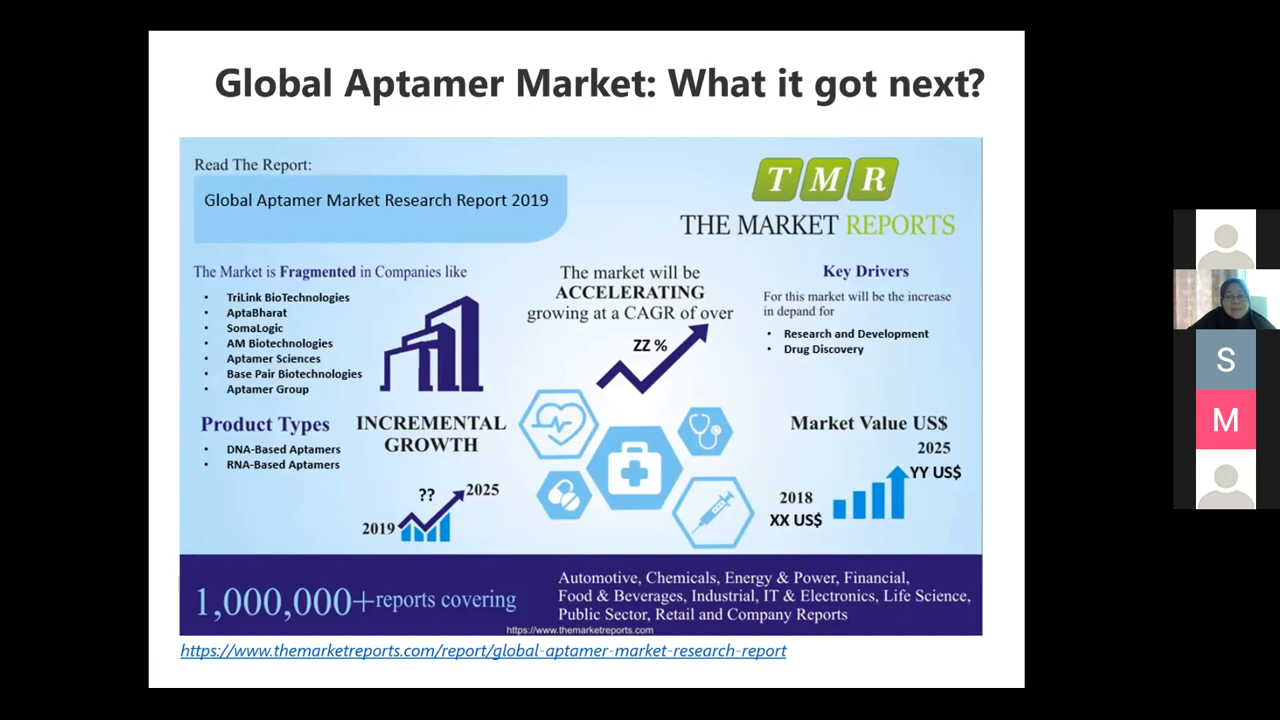 Global Aptamer Market: What it got next?
Read The Report:
Global Aptamer Market Research Report 2019
T M R
THE MARKET REPORTS
The Market is Fragmented in Companies like
• TriLink BioTechnologies
• AptaBharat
• SomaLogic
• AM Biotechnologies
• Aptamer Sciences
• Base Pair Biotechnologies
• Aptamer Group
The market will be
ACCELERATING
growing at a CAGR of over
ZZ %
Key Drivers
For this market will be the increase
in depand for
• Research and Development
• Drug Discovery
Product Types
• DNA-Based Aptamers
• RNA-Based Aptamers
INCREMENTAL
GROWTH
??
2025
2019
Market Value US$
2025
YY US$
2018
XX US$
1,000,000+reports covering
Automotive, Chemicals, Energy & Power, Financial,
Food & Beverages, Industrial, IT & Electronics, Life Science,
Public Sector, Retail and Company Reports
https://www.themarketreports.com
https://www.themarketreports.com/report/global-aptamer-market-research-report
S
M